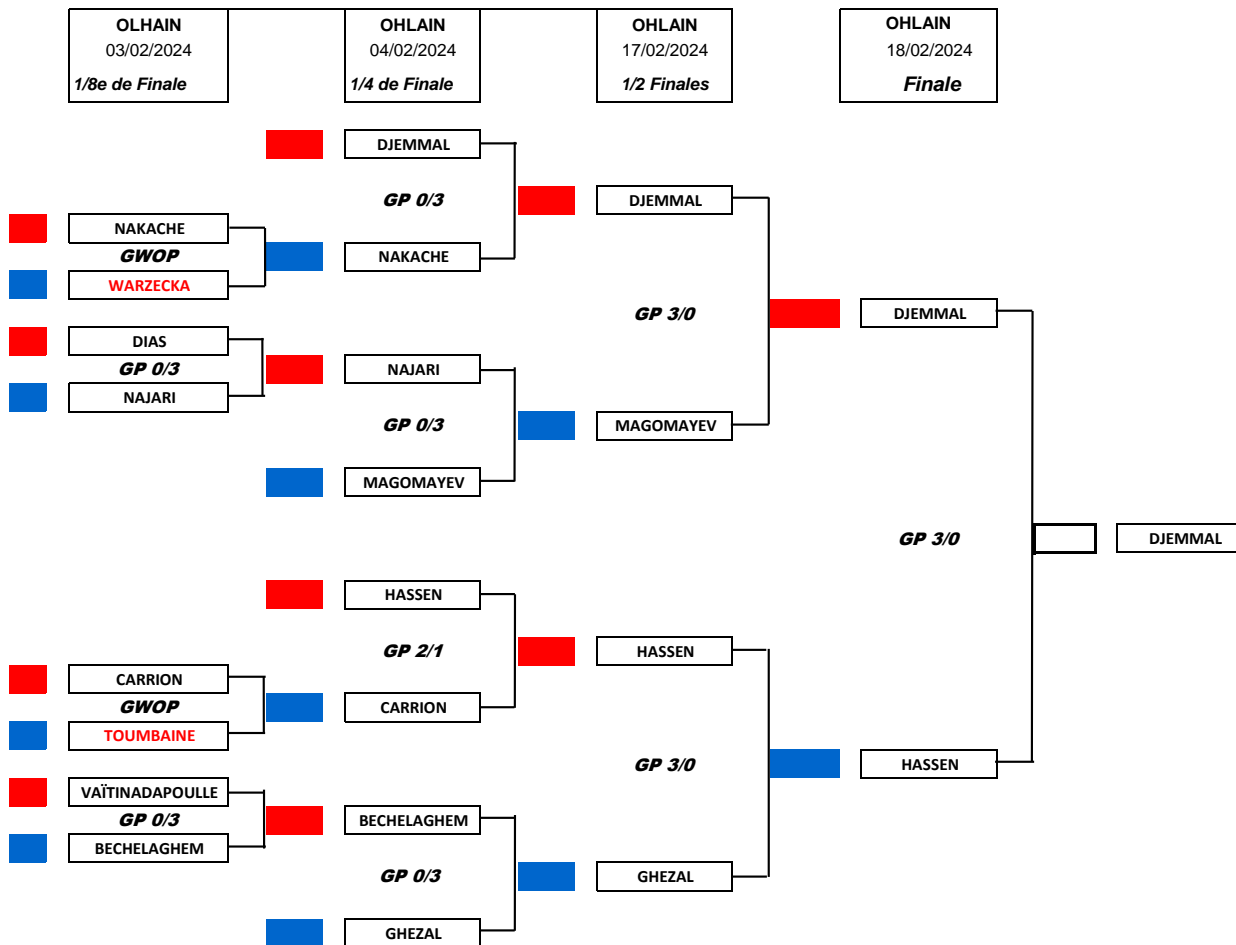 OLHAIN
03/02/2024
1/8e de Finale
OHLAIN
04/02/2024
1/4 de Finale
OHLAIN
17/02/2024
1/2 Finales
OHLAIN
18/02/2024
Finale
NAKACHE
GWOP
WARZECKA
DIAS
GP 0/3
NAJARI
CARRION
GWOP
TOUMBAINE
VAÏTINADAPOULLE
GP 0/3
BECHELAGHEM
DJEMMAL
GP 0/3
NAKACHE
NAJARI
GP 0/3
MAGOMAYEV
HASSEN
GP 2/1
CARRION
BECHELAGHEM
GP 0/3
GHEZAL
DJEMMAL
GP 3/0
MAGOMAYEV
HASSEN
GP 3/0
GHEZAL
DJEMMAL
GP 3/0
HASSEN
DJEMMAL